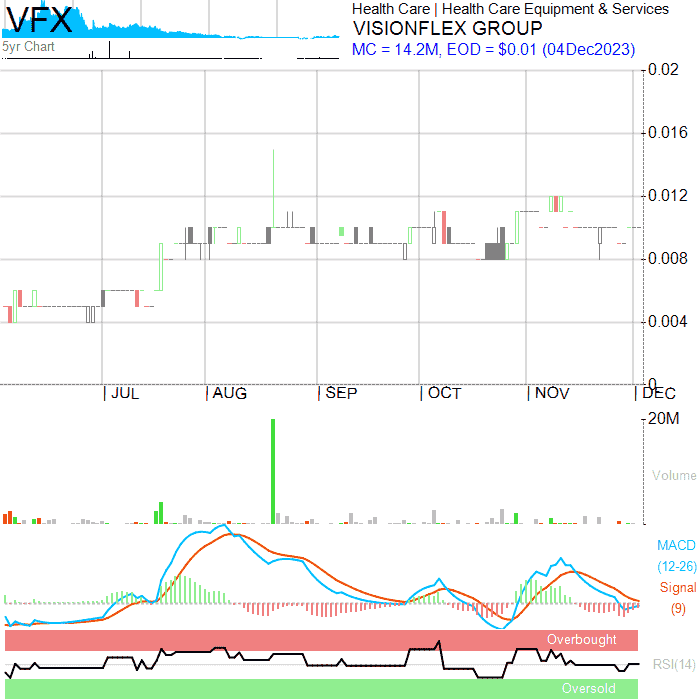 VFX
5yr Chart
Health Care | Health Care Equipment & Services
VISIONFLEX GROUP
MC = 14.2M, EOD = $0.01 (04Dec2023)
0.02
0.016
0.012
0.008
0.004
0
JUL
AUG
SEP
OCT
NOV
DEC
20M
Volume
MACD
(12-26)
Signal
(9)
Overbought
RSI(14)
Oversold